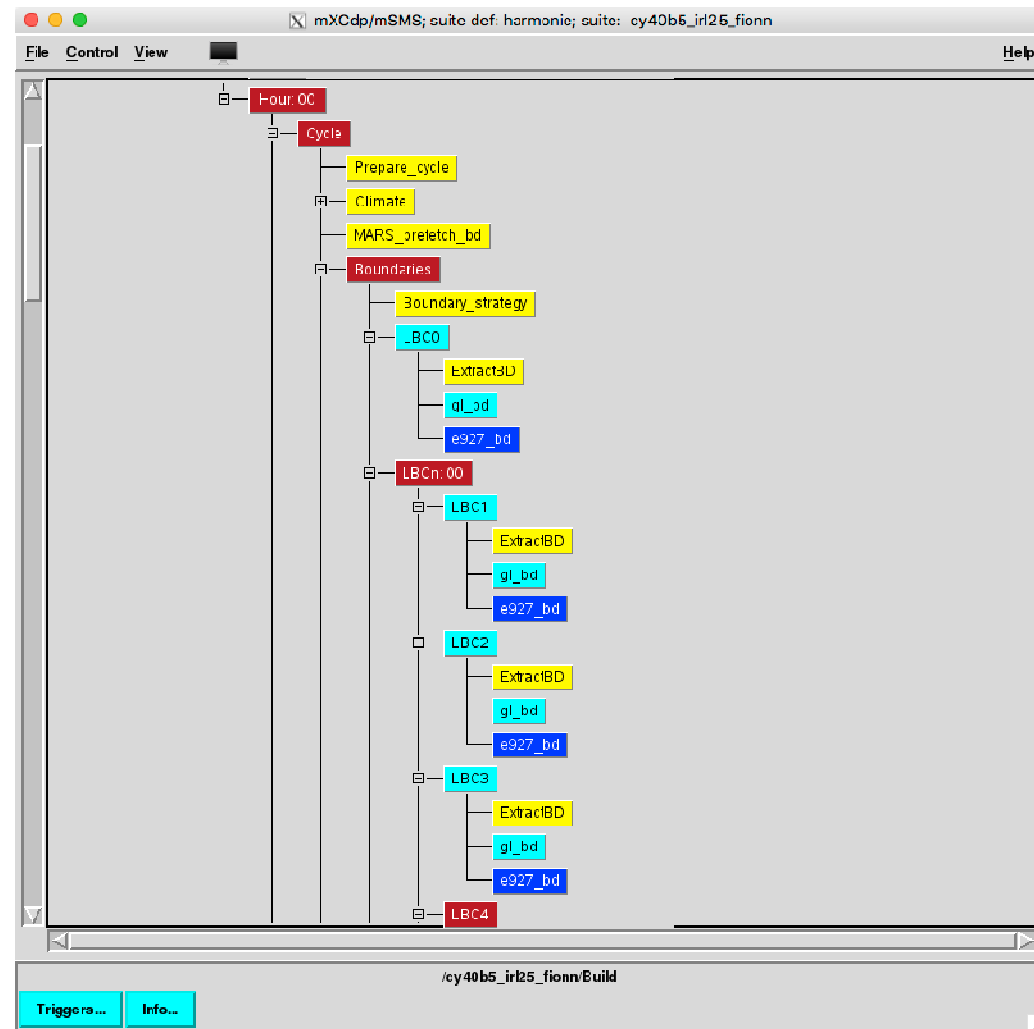 mXCdp/mSMS; suite def: harmonie; suite: cy40b5_irl25_fionn
File Control View Help
Hour: 00
Cycle
Prepare_cycle
Climate
MARS_prefetch_bd
Boundaries
Boundary_strategy
LBC0
ExtractBD
gl_bd
e927_bd
LBCn: 00
LBC1
ExtractBD
gl_bd
e927_bd
LBC2
ExtractBD
gl_bd
e927_bd
LBC3
ExtractBD
gl_bd
e927_bd
LBC4
/cy40b5_irl25_fionn/Build
Triggers... Info...